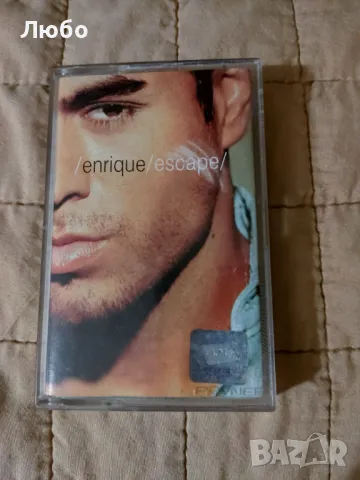 Любо
/enrique/escape/
BAZAR